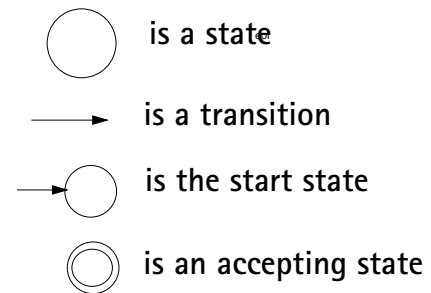 is a state
is a transition
is the start state
is an accepting state